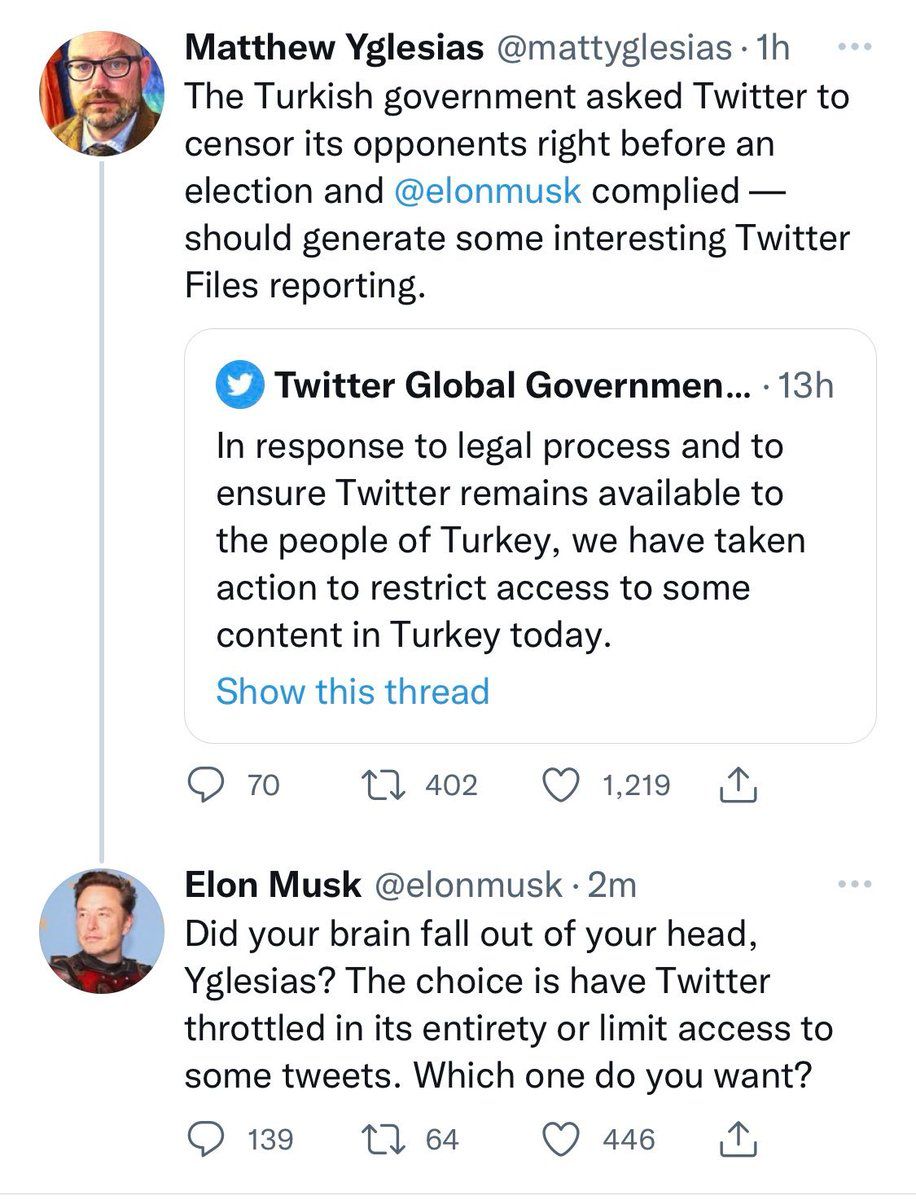 Matthew Yglesias @mattyglesias · 1h
The Turkish government asked Twitter to
censor its opponents right before an
election and @elonmusk complied —
should generate some interesting Twitter
Files reporting.
Twitter Global Governmen... · 13h
In response to legal process and to
ensure Twitter remains available to
the people of Turkey, we have taken
action to restrict access to some
content in Turkey today.
Show this thread
70 402 1,219
Elon Musk @elonmusk · 2m
Did your brain fall out of your head,
Yglesias? The choice is have Twitter
throttled in its entirety or limit access to
some tweets. Which one do you want?
139 64 446